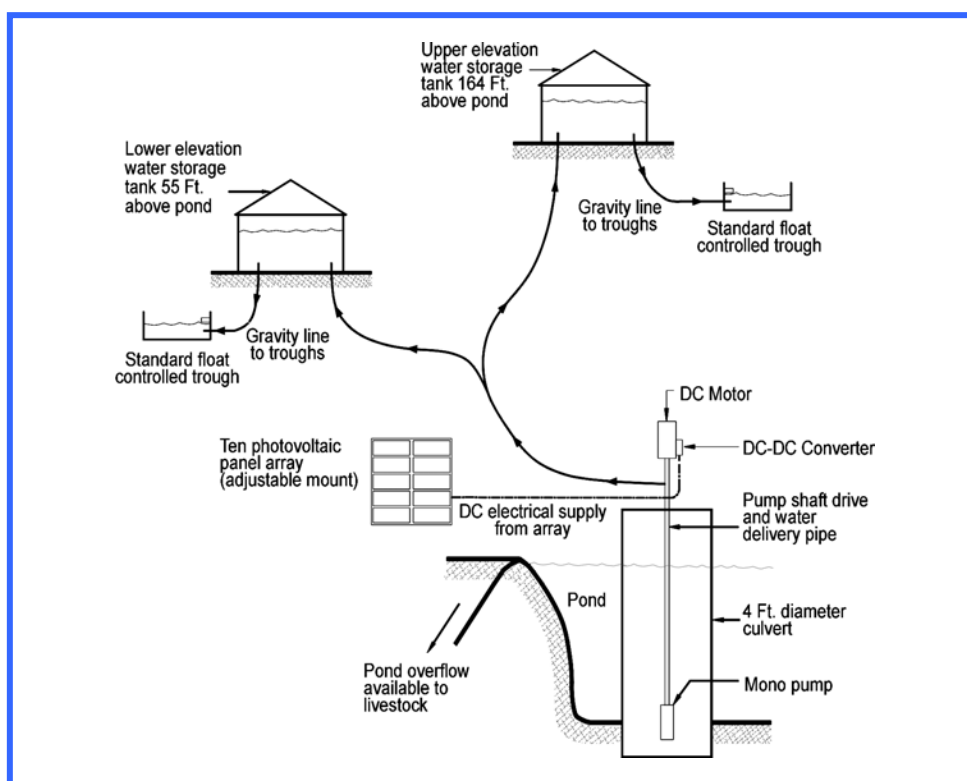 Upper elevation
water storage
tank 164 Ft.
above pond
Lower elevation
water storage
tank 55 Ft.
above pond
Gravity line
to troughs
Standard float
controlled trough
Gravity line
to troughs
Standard float
controlled trough
DC Motor
DC-DC Converter
Ten photovoltaic
panel array
(adjustable mount)
DC electrical supply
from array
Pump shaft drive
and water
delivery pipe
Pond
4 Ft. diameter
culvert
Pond overflow
available to
livestock
Mono pump